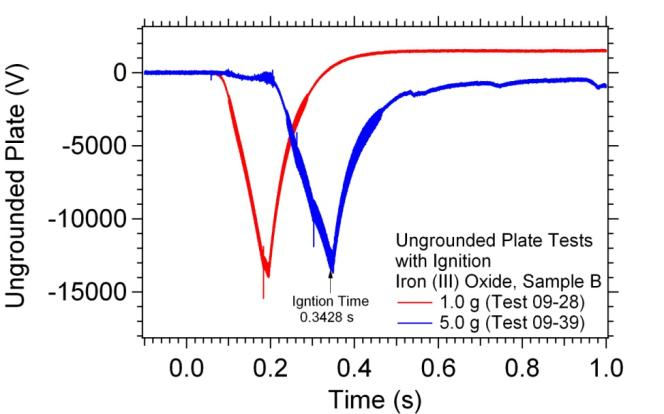 Ungrounded Plate (V)
0
-5000
-10000
-15000
Ungrounded Plate Tests
with Ignition
Iron (III) Oxide, Sample B
1.0 g (Test 09-28)
5.0 g (Test 09-39)
Igntion Time
0.3428 s
0.0 0.2 0.4 0.6 0.8 1.0
Time (s)